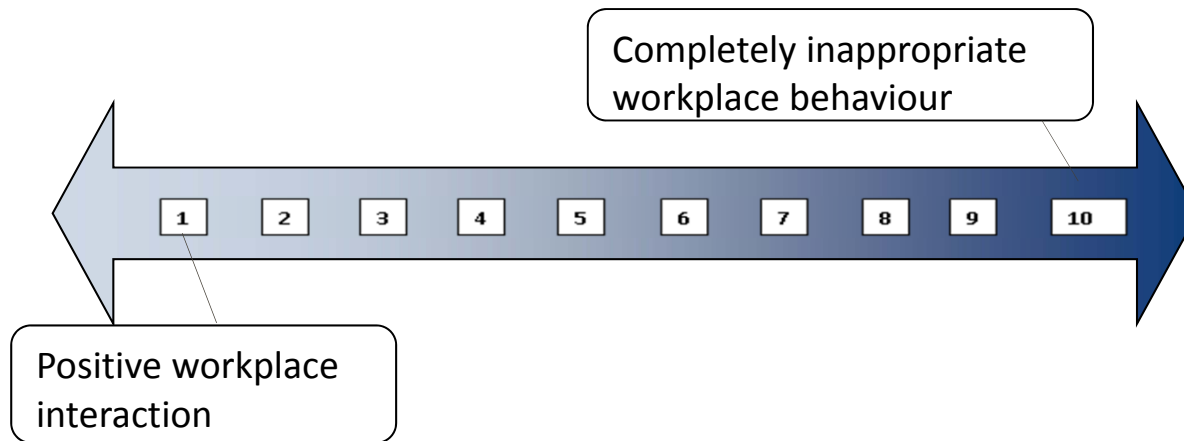 Completely inappropriate
workplace behaviour
1 2 3 4 5 6 7 8 9 10
Positive workplace
interaction